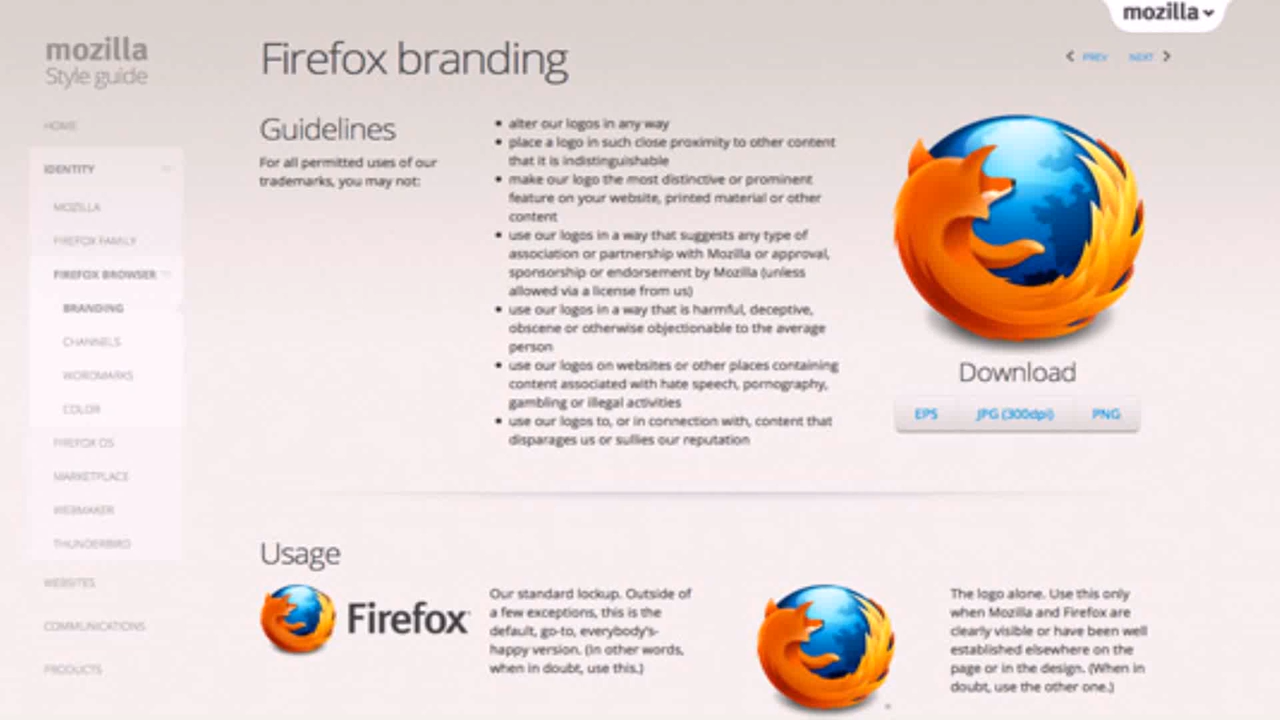 mozilla
mozilla
Style guide
Firefox branding
PREV
NEXT
HOME
IDENTITY
MOZILLA
FIREFOX FAMILY
FIREFOX BROWSER
BRANDING
CHANNELS
WORDMARKS
COLOR
FIREFOX OS
MARKETPLACE
WEBMAKER
THUNDERBIRD
WEBSITES
COMMUNICATIONS
PRODUCTS
Guidelines
For all permitted uses of our
trademarks, you may not:
• alter our logos in any way
• place a logo in such close proximity to other content
that it is indistinguishable
• make our logo the most distinctive or prominent
feature on your website, printed material or other
content
• use our logos in a way that suggests any type of
association or partnership with Mozilla or approval,
sponsorship or endorsement by Mozilla (unless
allowed via a license from us)
• use our logos in a way that is harmful, deceptive,
obscene or otherwise objectionable to the average
person
• use our logos on websites or other places containing
content associated with hate speech, pornography,
gambling or illegal activities
• use our logos to, or in connection with, content that
disparages us or sullies our reputation
Download
EPS
JPG (300dpi)
PNG
Usage
Firefox
Our standard lockup. Outside of
a few exceptions, this is the
default, go-to, everybody's-
happy version. (In other words,
when in doubt, use this.)
The logo alone. Use this only
when Mozilla and Firefox are
clearly visible or have been well
established elsewhere on the
page or in the design. (When in
doubt, use the other one.)